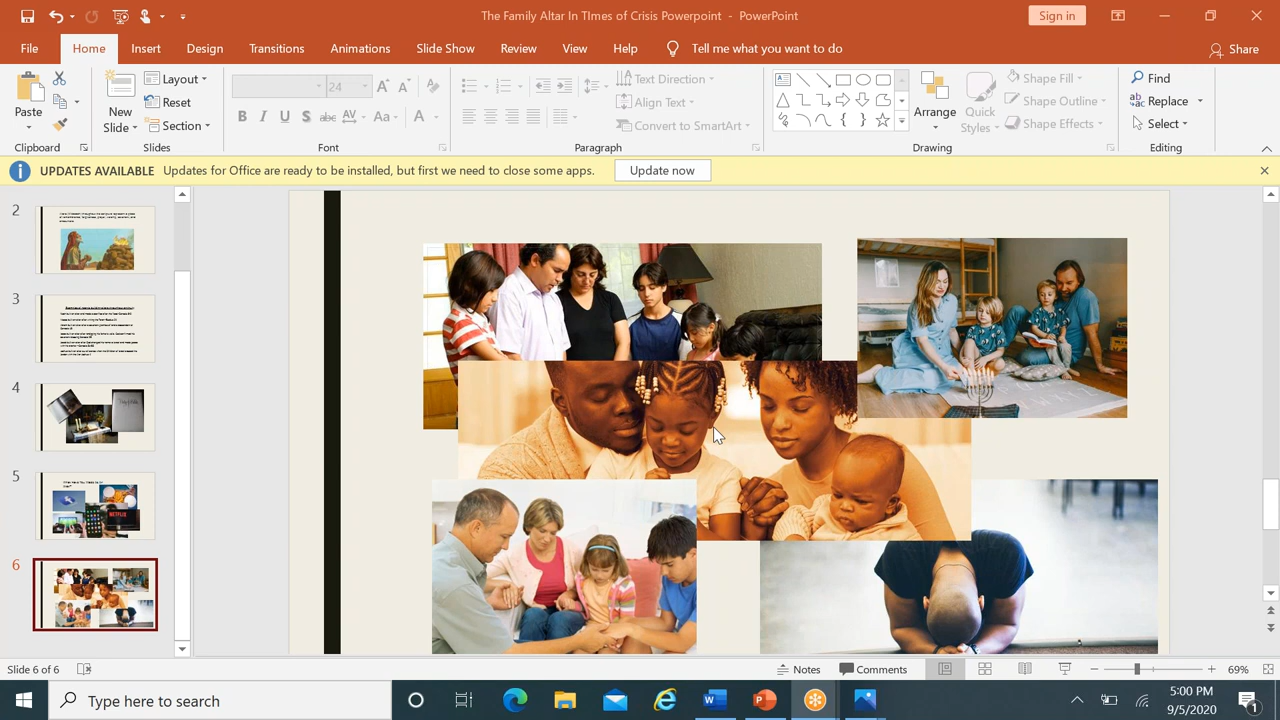 The Family Altar In TImes of Crisis Powerpoint - PowerPoint
Sign in
File Home Insert Design Transitions Animations Slide Show Review View Help Tell me what you want to do Share
Paste New Slide Layout Reset Section 24 Text Direction Align Text Convert to SmartArt Arrange Quick Styles Shape Fill Shape Outline Shape Effects Find Replace Select
Clipboard Slides Font Paragraph Drawing Editing
UPDATES AVAILABLE Updates for Office are ready to be installed, but first we need to close some apps. Update now
2
3
4
5
NETFLIX
6
Slide 6 of 6 Notes Comments 69%
Type here to search
5:00 PM
9/5/2020
1